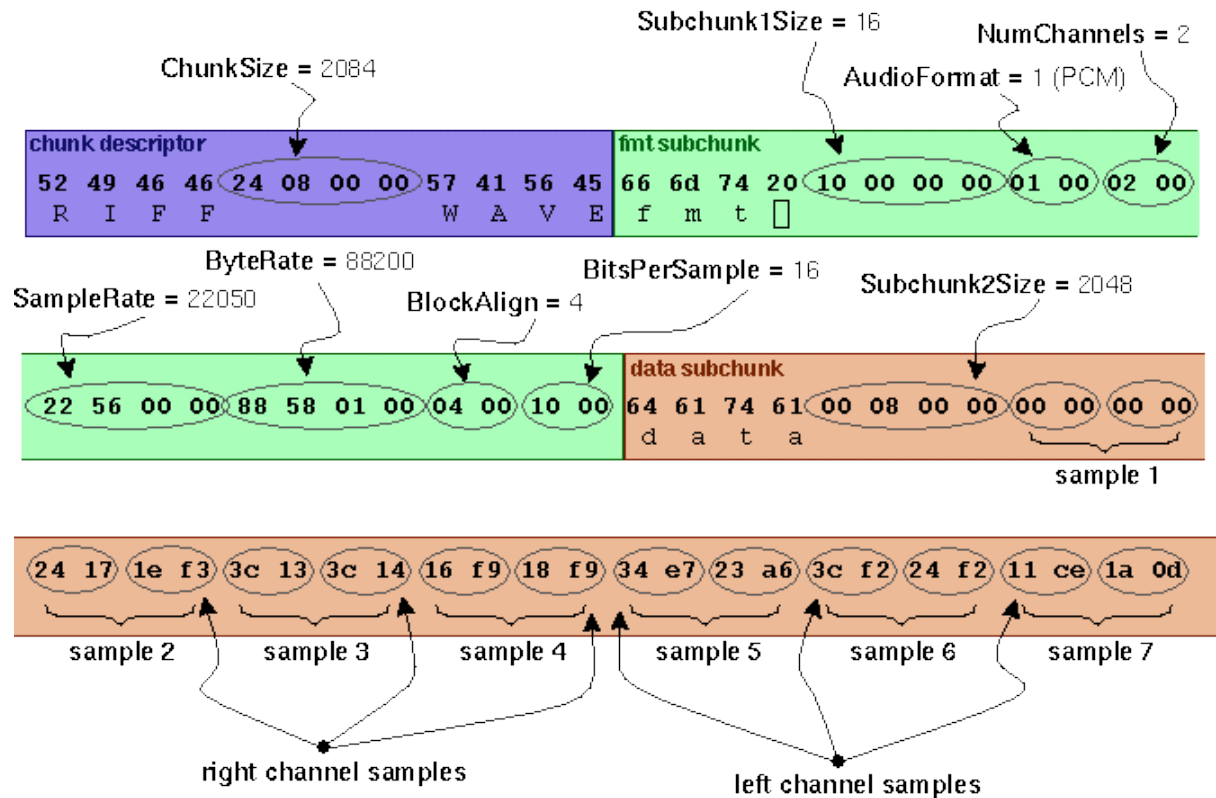 Subchunk1Size = 16
NumChannels = 2
ChunkSize = 2084
AudioFormat = 1 (PCM)
chunk descriptor
fmt subchunk
52 49 46 46 24 08 00 00 57 41 56 45 66 6d 74 20 10 00 00 00 01 00 02 00
R I F F W A V E f m t
ByteRate = 88200
BitsPerSample = 16
SampleRate = 22050
BlockAlign = 4
Subchunk2Size = 2048
data subchunk
22 56 00 00 88 58 01 00 04 00 10 00 64 61 74 61 00 08 00 00 00 00 00 00
d a t a
sample 1
24 17 1e f3 3c 13 3c 14 16 f9 18 f9 34 e7 23 a6 3c f2 24 f2 11 ce 1a 0d
sample 2 sample 3 sample 4 sample 5 sample 6 sample 7
right channel samples
left channel samples